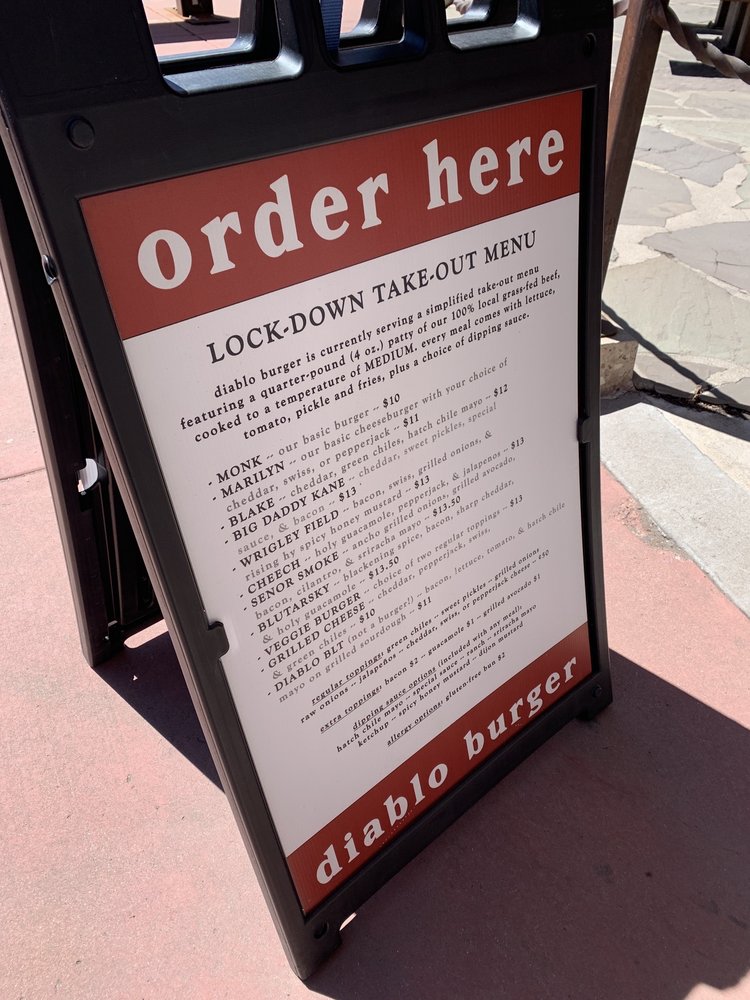 order here
LOCK-DOWN TAKE-OUT MENU
diablo burger is currently serving a simplified take-out menu
featuring a quarter-pound (4 oz.) patty of our 100% local grass-fed beef,
cooked to a temperature of MEDIUM. every meal comes with lettuce,
tomato, pickle and fries, plus a choice of dipping sauce.
· MONK -- our basic burger -- $10
· MARILYN -- our basic cheeseburger with your choice of
cheddar, swiss, or pepperjack -- $11
· BLAKE -- cheddar, green chiles, hatch chile mayo -- $12
· BIG DADDY KANE -- cheddar, sweet pickles, special
sauce, & bacon -- $13
· WRIGLEY FIELD -- bacon, swiss, grilled onions, &
rising hy spicy honey mustard -- $13
· CHEECH -- holy guacamole, pepperjack, & jalapenos -- $13
· SENOR SMOKE -- ancho grilled onions, grilled avocado,
bacon, cilantro, & sriracha mayo -- $13.50
· BLUTARSKY -- blackening spice, bacon, sharp cheddar,
& holy guacamole -- $13.50
· VEGGIE BURGER -- choice of two regular toppings -- $13
· GRILLED CHEESE -- cheddar, pepperjack, swiss,
& green chiles -- $10
· DIABLO BLT (not a burger!) -- bacon, lettuce, tomato, & hatch chile
mayo on grilled sourdough -- $11
regular toppings: green chiles -- sweet pickles -- grilled onions
raw onions -- jalapeños -- cheddar, swiss, or pepperjack cheese -- ¢50
extra toppings: bacon $2 -- guacamole $1 -- grilled avocado $1
dipping sauce options (included with any meal):
hatch chile mayo -- special sauce -- ranch -- sriracha mayo
ketchup -- spicy honey mustard -- dijon mustard
allergy options: gluten-free bun $2
diablo burger